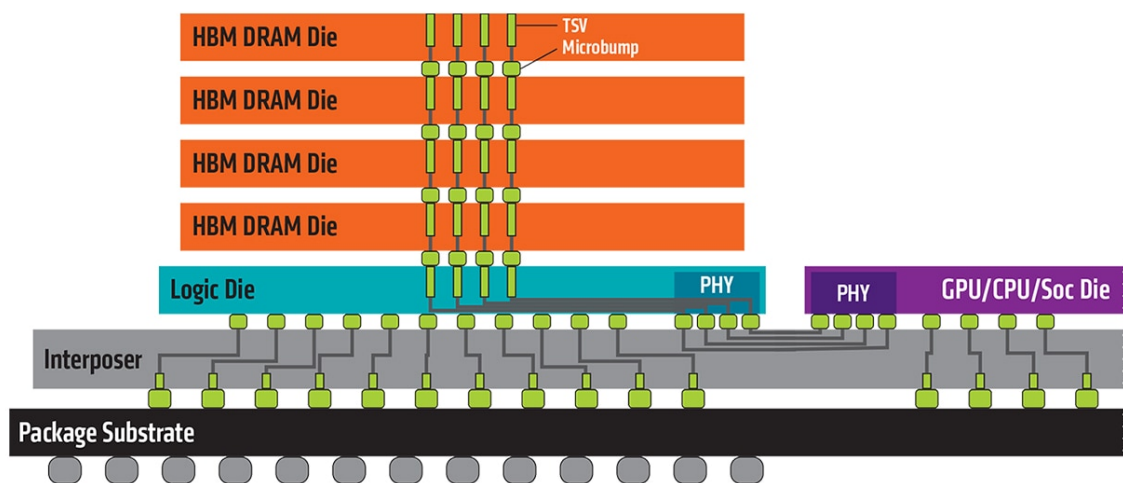 HBM DRAM Die
TSV
Microbump
HBM DRAM Die
HBM DRAM Die
HBM DRAM Die
Logic Die
PHY
PHY
GPU/CPU/Soc Die
Interposer
Package Substrate